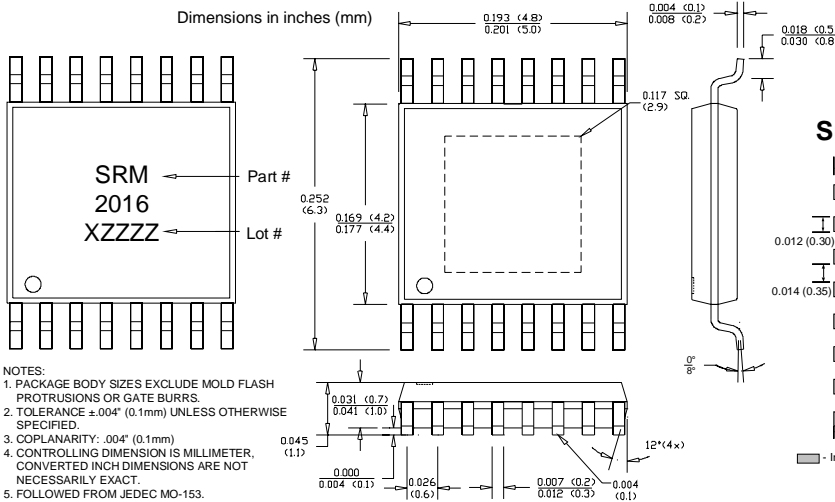 Dimensions in inches (mm)
0.193 (4.8)
0.201 (5.0)
0.004 (0.1)
0.008 (0.2)
0.018 (0.5
0.030 (0.8
0.117 SQ.
(2.9)
S
SRM
2016
XZZZZ
Part #
Lot #
0.252
(6.3)
0.169 (4.2)
0.177 (4.4)
0.012 (0.30)
0.014 (0.35)
0°
8°
NOTES:
1. PACKAGE BODY SIZES EXCLUDE MOLD FLASH
PROTRUSIONS OR GATE BURRS.
2. TOLERANCE ±.004" (0.1mm) UNLESS OTHERWISE
SPECIFIED.
3. COPLANARITY: .004" (0.1mm)
4. CONTROLLING DIMENSION IS MILLIMETER,
CONVERTED INCH DIMENSIONS ARE NOT
NECESSARILY EXACT.
5. FOLLOWED FROM JEDEC MO-153.
0.031 (0.7)
0.041 (1.0)
0.045
(1.1)
0.000
0.004 (0.1)
0.026
(0.6)
0.007 (0.2)
0.012 (0.3)
0.004
(0.1)
12°(4x)
- I